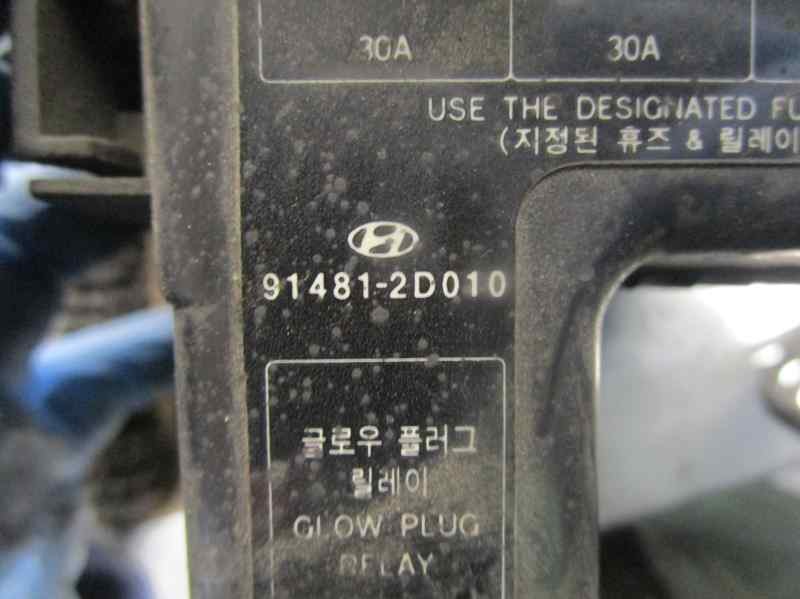 30A 30A
USE THE DESIGNATED FU
(지정된 휴즈 & 릴레이
91481-2D010
글로우 플러그
릴레이
GLOW PLUG
RELAY